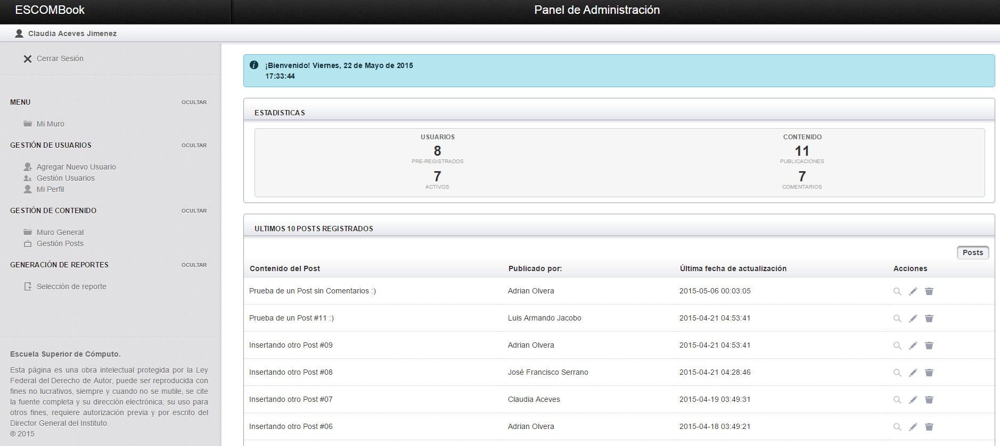 ESCOMBook
Panel de Administración
Claudia Aceves Jimenez
Cerrar Sesión
MENU
OCULTAR
Mi Muro
GESTIÓN DE USUARIOS
OCULTAR
Agregar Nuevo Usuario
Gestión Usuarios
Mi Perfil
GESTIÓN DE CONTENIDO
OCULTAR
Muro General
Gestión Posts
GENERACIÓN DE REPORTES
OCULTAR
Selección de reporte
Escuela Superior de Cómputo.
Esta página es una obra intelectual protegida por la Ley
Federal del Derecho de Autor, puede ser reproducida con
fines no lucrativos, siempre y cuando no se mutile, se cite
la fuente completa y su dirección electrónica; su uso para
otros fines, requiere autorización previa y por escrito del
Director General del Instituto.
® 2015
¡Bienvenido! Viernes, 22 de Mayo de 2015
17:33:44
ESTADISTICAS
USUARIOS
8
PRE-REGISTRADOS
7
ACTIVOS
CONTENIDO
11
PUBLICACIONES
7
COMENTARIOS
ULTIMOS 10 POSTS REGISTRADOS
Posts
Contenido del Post Publicado por: Última fecha de actualización Acciones
Prueba de un Post sin Comentarios :) Adrian Olvera 2015-05-06 00:03:05
Prueba de un Post #11 :) Luis Armando Jacobo 2015-04-21 04:53:41
Insertando otro Post #09 Adrian Olvera 2015-04-21 04:53:41
Insertando otro Post #08 José Francisco Serrano 2015-04-21 04:28:46
Insertando otro Post #07 Claudia Aceves 2015-04-19 03:49:31
Insertando otro Post #06 Adrian Olvera 2015-04-18 03:49:21